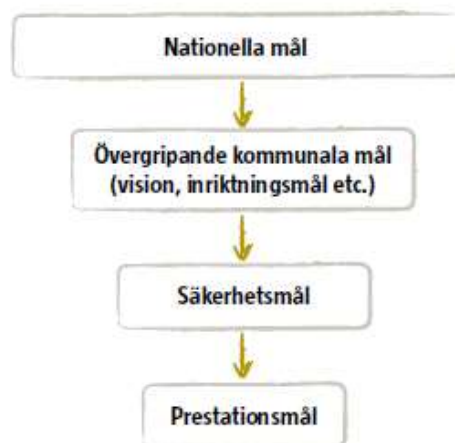 Nationella mål
Övergripande kommunala mål
(vision, inriktningsmål etc.)
Säkerhetsmål
Prestationsmål